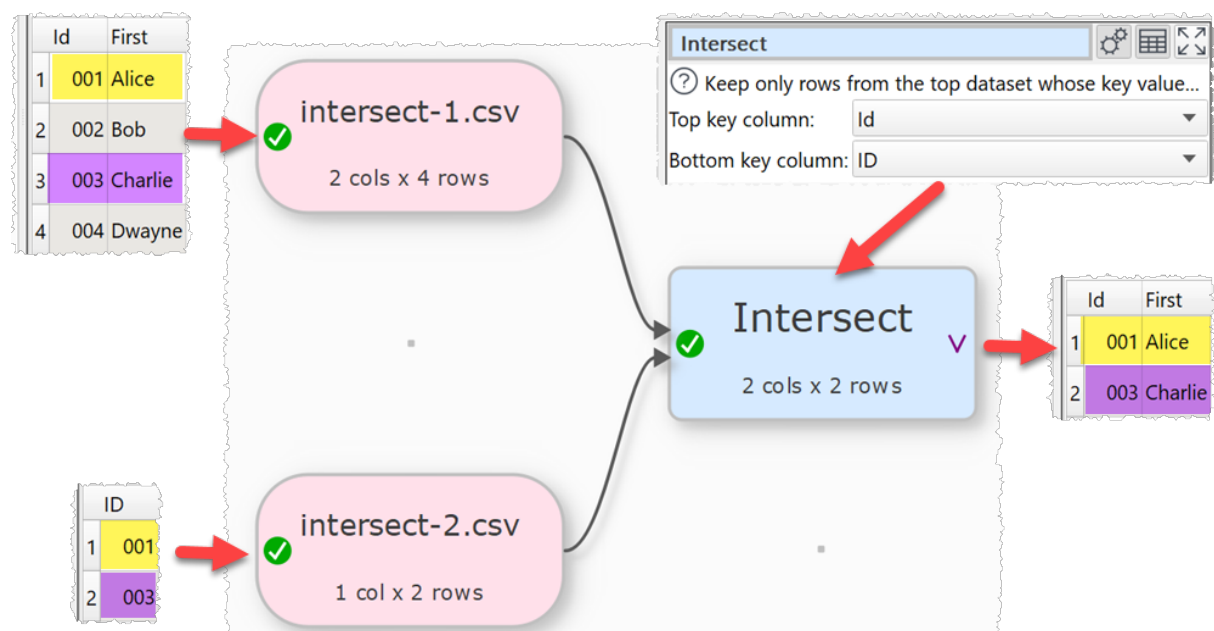 Id First
1 001 Alice
2 002 Bob
3 003 Charlie
4 004 Dwayne
intersect-1.csv
2 cols x 4 rows
Intersect
? Keep only rows from the top dataset whose key value...
Top key column: Id
Bottom key column: ID
Intersect
V
2 cols x 2 rows
Id First
1 001 Alice
2 003 Charlie
ID
1 001
2 003
intersect-2.csv
1 col x 2 rows